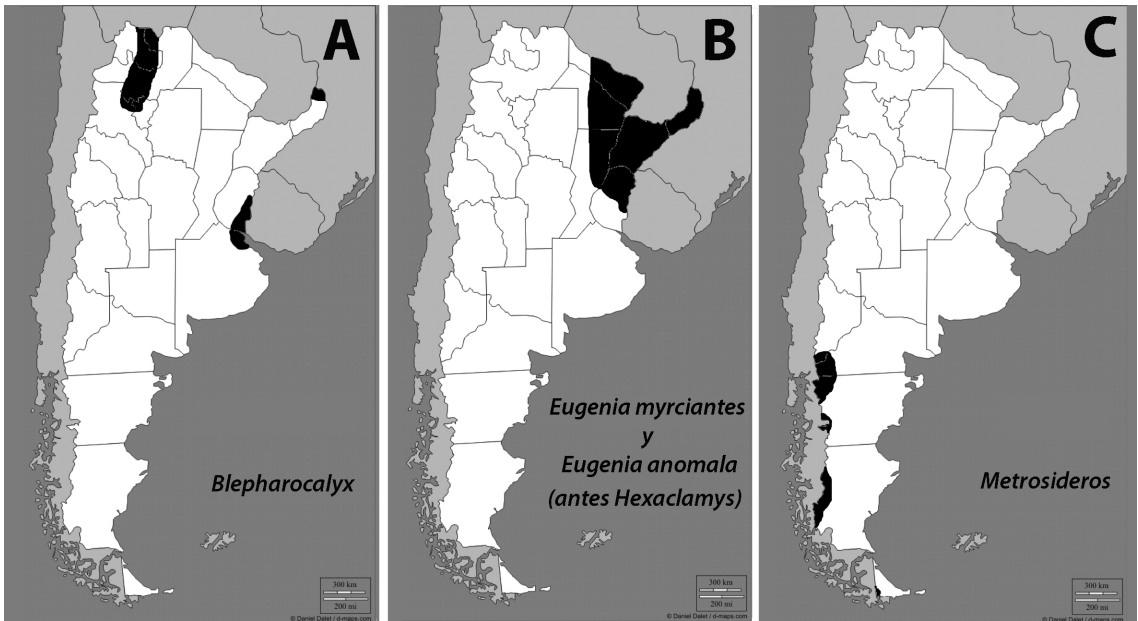 A
Blepharocalyx
300 km
200 mi
© Daniel Dalet / d-maps.com
B
Eugenia myrciantes
y
Eugenia anomala
(antes Hexaclamys)
300 km
200 mi
© Daniel Dalet / d-maps.com
C
Metrosideros
300 km
200 mi
© Daniel Dalet / d-maps.com